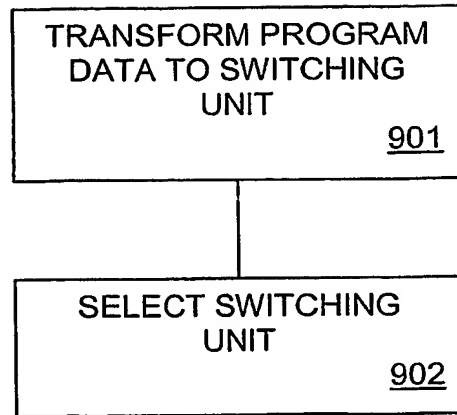 TRANSFORM PROGRAM
DATA TO SWITCHING
UNIT
901
SELECT SWITCHING
UNIT
902